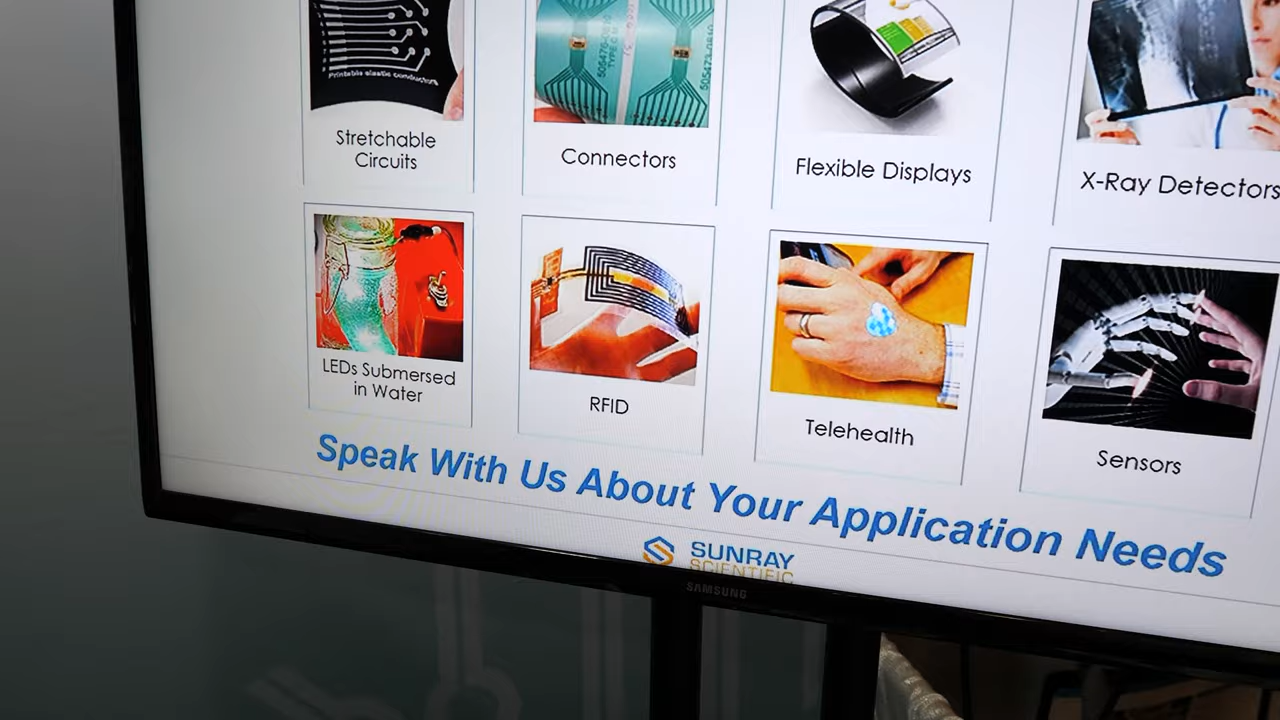 Printable elastic conductors
Stretchable
Circuits
Connectors
Flexible Displays
X-Ray Detectors
LEDs Submersed
in Water
RFID
Telehealth
Sensors
Speak With Us About Your Application Needs
SUNRAY
SCIENTIFIC
SAMSUNG